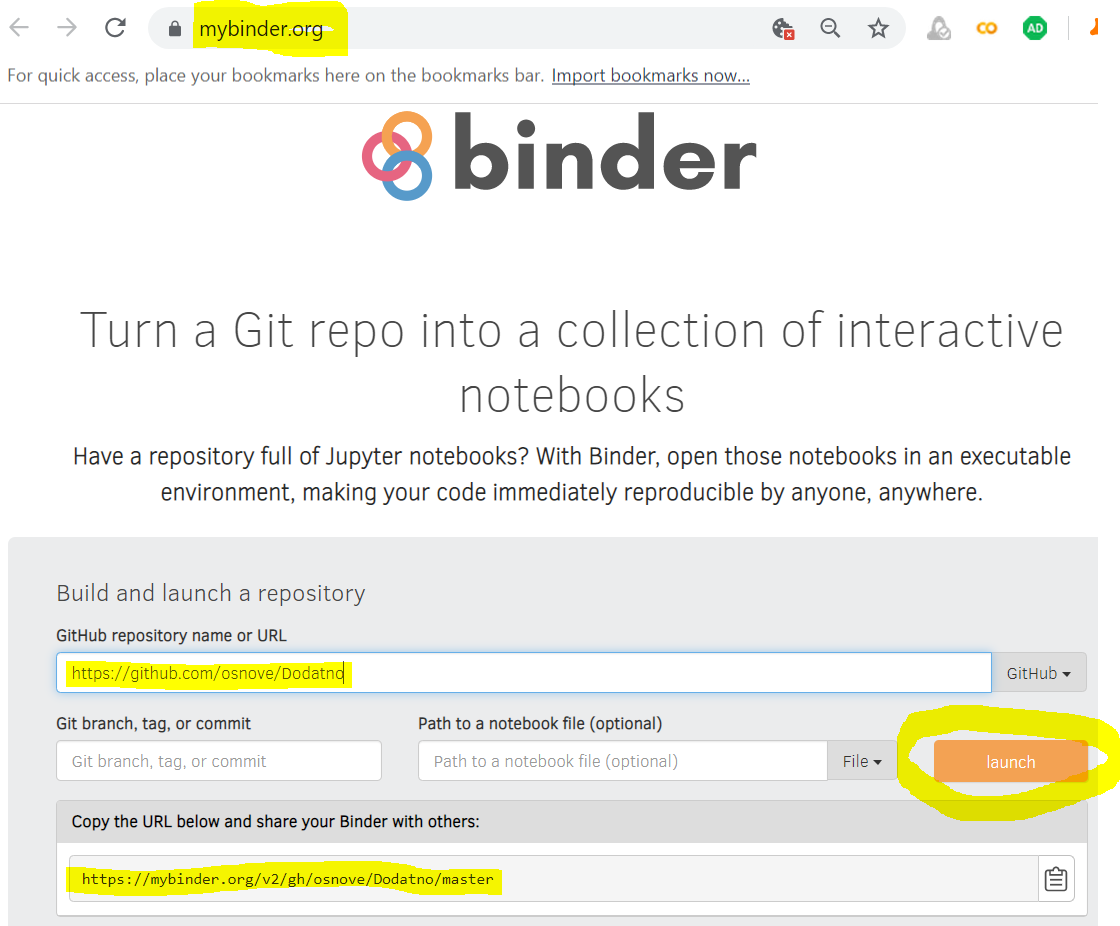 mybinder.org
CO
AD
For quick access, place your bookmarks here on the bookmarks bar. Import bookmarks now...
binder
Turn a Git repo into a collection of interactive
notebooks
Have a repository full of Jupyter notebooks? With Binder, open those notebooks in an executable
environment, making your code immediately reproducible by anyone, anywhere.
Build and launch a repository
GitHub repository name or URL
https://github.com/osnove/Dodatno
GitHub
Git branch, tag, or commit
Path to a notebook file (optional)
Git branch, tag, or commit
Path to a notebook file (optional)
File
launch
Copy the URL below and share your Binder with others:
https://mybinder.org/v2/gh/osnove/Dodatno/master